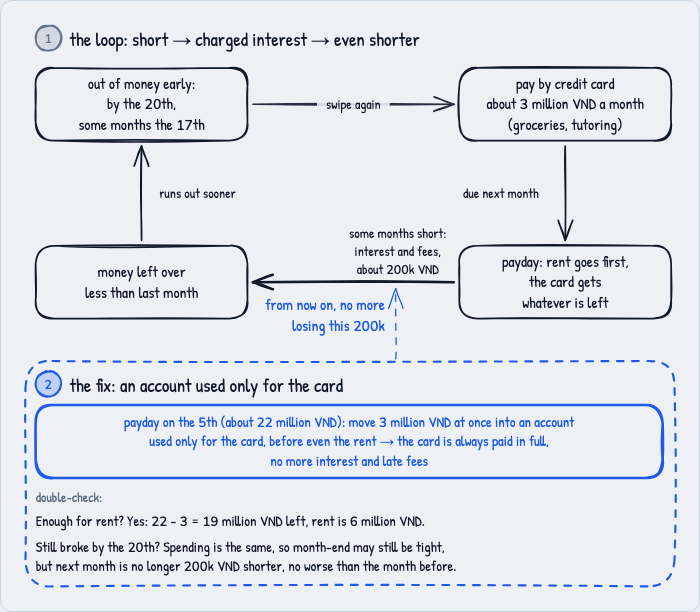 1 the loop: short → charged interest → even shorter
out of money early:
by the 20th,
some months the 17th
swipe again
pay by credit card
about 3 million VND a month
(groceries, tutoring)
runs out sooner
due next month
some months short:
interest and fees,
about 200k VND
money left over
less than last month
payday: rent goes first,
the card gets
whatever is left
from now on, no more
losing this 200k
2 the fix: an account used only for the card
payday on the 5th (about 22 million VND): move 3 million VND at once into an account
used only for the card, before even the rent → the card is always paid in full,
no more interest and late fees
double-check:
Enough for rent? Yes: 22 – 3 = 19 million VND left, rent is 6 million VND.
Still broke by the 20th? Spending is the same, so month-end may still be tight,
but next month is no longer 200k VND shorter, no worse than the month before.